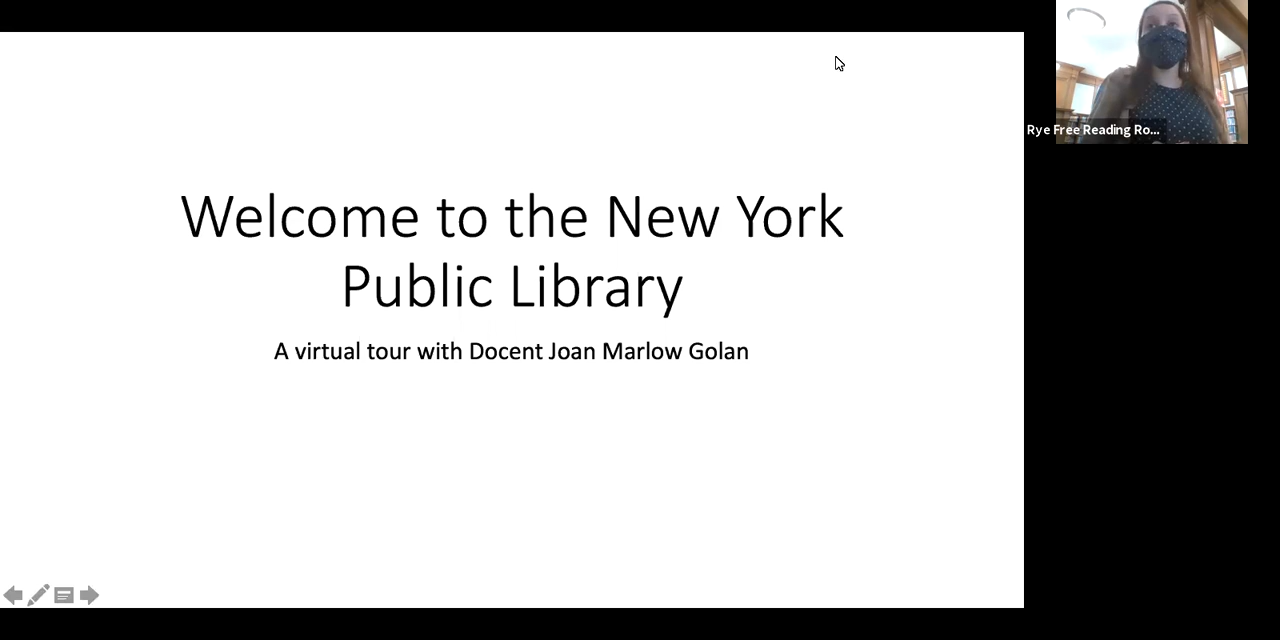 Welcome to the New York
Public Library
A virtual tour with Docent Joan Marlow Golan
Rye Free Reading Ro...